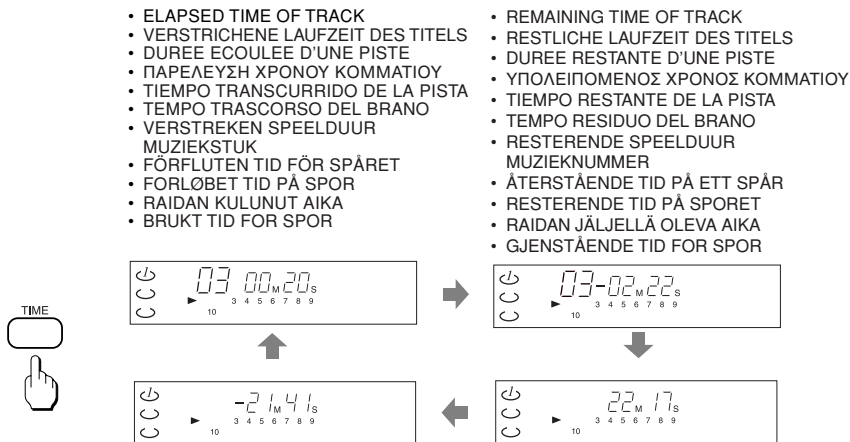 • ELAPSED TIME OF TRACK
• VERSTRICHENE LAUFZEIT DES TITELS
• DUREE ECOULEE D'UNE PISTE
• ΠΑΡΕΛΕΥΣΗ ΧΡΟΝΟΥ ΚΟΜΜΑΤΙΟΥ
• TIEMPO TRANSCURRIDO DE LA PISTA
• TEMPO TRASCORSO DEL BRANO
• VERSTREKEN SPEELDUUR
MUZIEKSTUK
• FÖRFLUTEN TID FÖR SPÅRET
• FORLØBET TID PÅ SPOR
• RAIDAN KULUNUT AIKA
• BRUKT TID FOR SPOR
• REMAINING TIME OF TRACK
• RESTLICHE LAUFZEIT DES TITELS
• DUREE RESTANTE D'UNE PISTE
• ΥΠΟΛΕΙΠΟΜΕΝΟΣ ΧΡΟΝΟΣ ΚΟΜΜΑΤΙΟΥ
• TIEMPO RESTANTE DE LA PISTA
• TEMPO RESIDUO DEL BRANO
• RESTERENDE SPEELDUUR
MUZIEKNUMMER
• ÅTERSTÅENDE TID PÅ ETT SPÅR
• RESTERENDE TID PÅ SPORET
• RAIDAN JÄLJELLÄ OLEVA AIKA
• GJENSTÅENDE TID FOR SPOR
TIME
03 00M20S
3 4 5 6 7 8 9
10
03-02M22S
3 4 5 6 7 8 9
10
-21M41S
3 4 5 6 7 8 9
10
22M17S
3 4 5 6 7 8 9
10